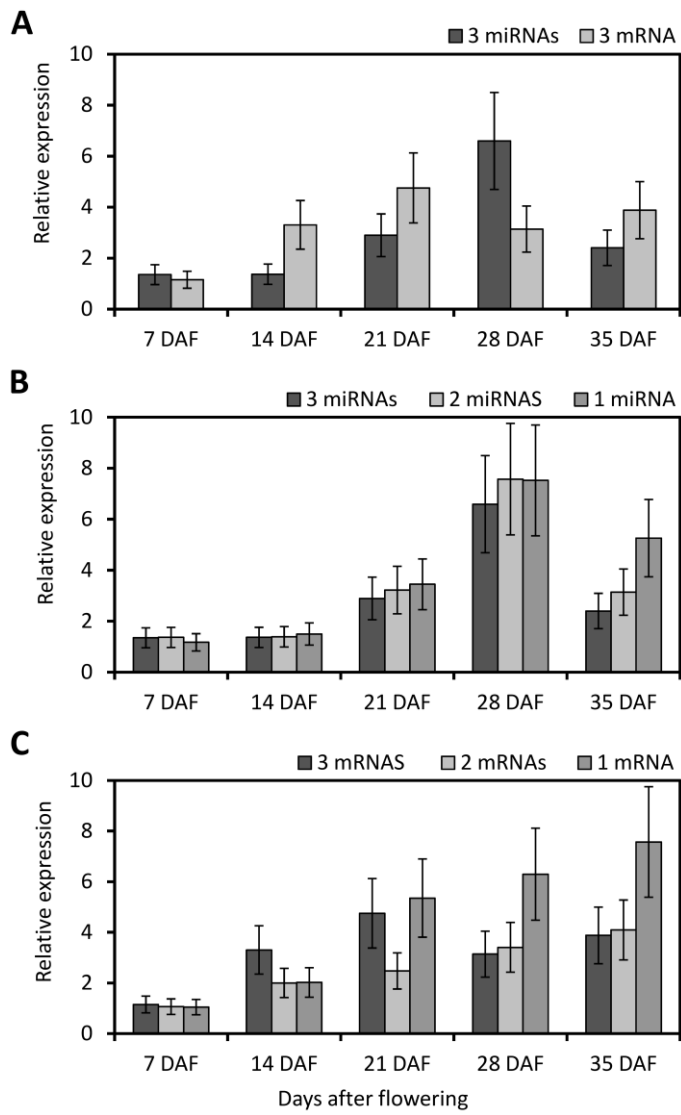 A
3 miRNAs 3 mRNA
10
8
6
4
2
0
Relative expression
7 DAF 14 DAF 21 DAF 28 DAF 35 DAF
B
3 miRNAs 2 miRNAS 1 miRNA
10
8
6
4
2
0
Relative expression
7 DAF 14 DAF 21 DAF 28 DAF 35 DAF
C
3 mRNAS 2 mRNAs 1 mRNA
10
8
6
4
2
0
Relative expression
7 DAF 14 DAF 21 DAF 28 DAF 35 DAF
Days after flowering